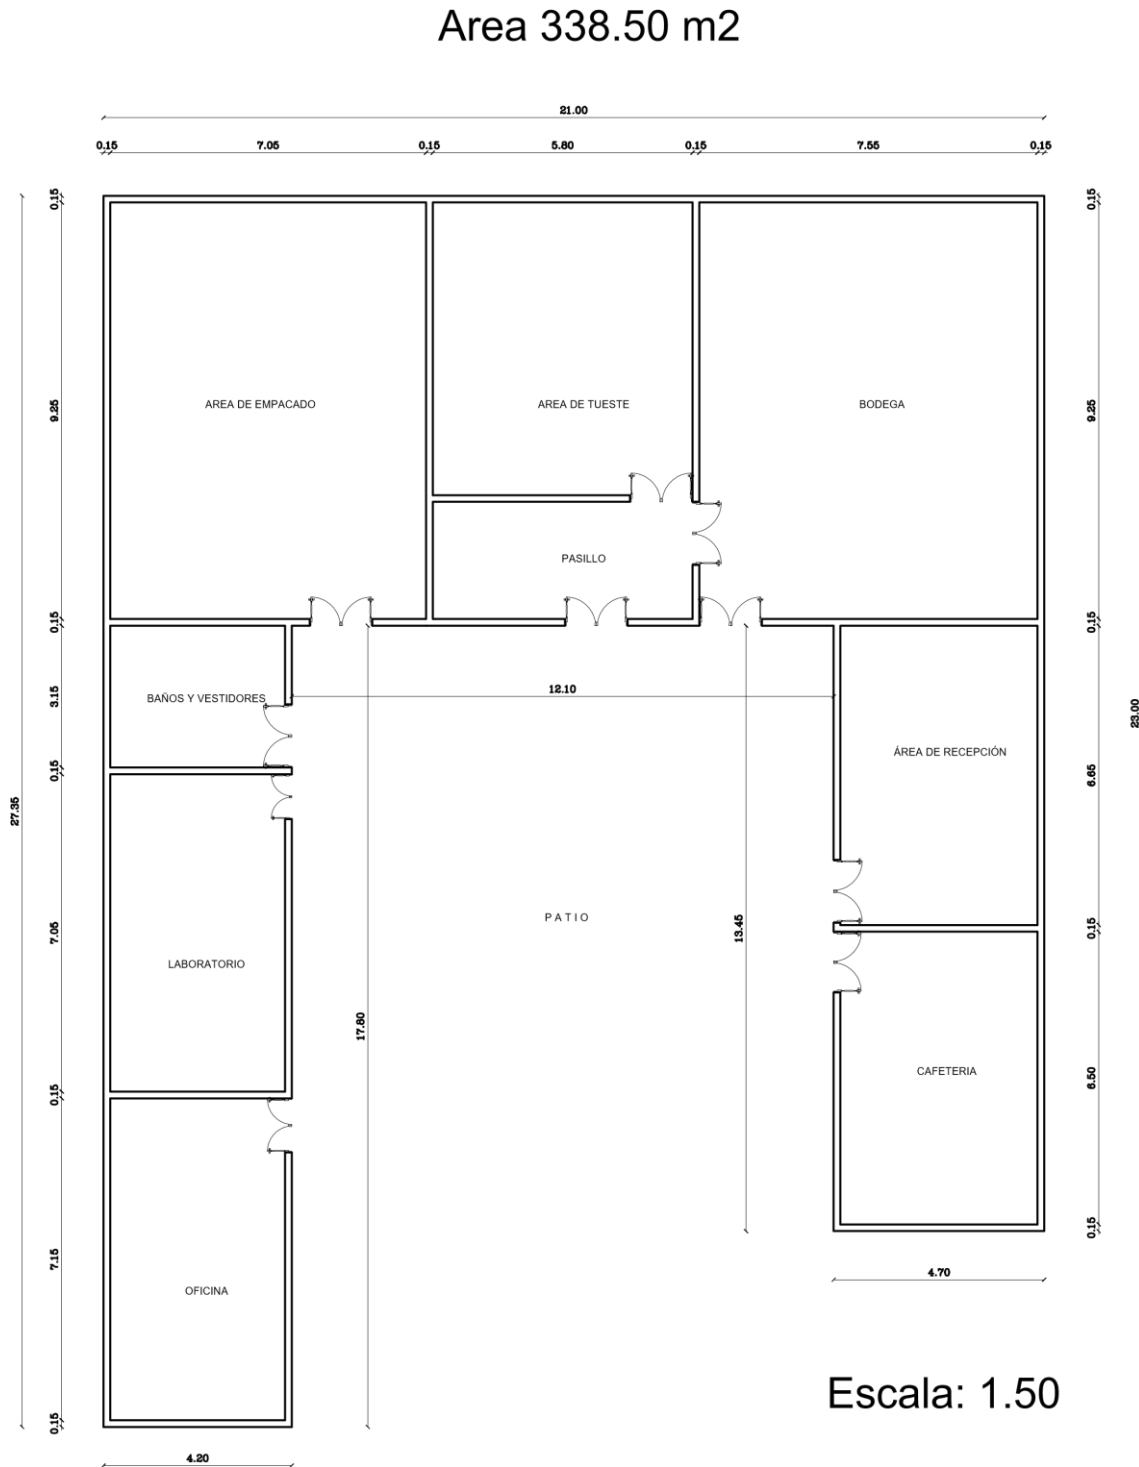 Area 338.50 m2
21.00
0.15 7.05 0.15 5.80 0.15 7.55 0.15
0.15
0.15
9.25
9.25
AREA DE EMPACADO
AREA DE TUESTE
BODEGA
PASILLO
0.15
0.15
3.15
BAÑOS Y VESTIDORES
12.10
23.00
ÁREA DE RECEPCIÓN
0.15
6.65
27.35
7.05
PATIO
13.45
0.15
LABORATORIO
17.80
CAFETERIA
6.50
0.15
7.15
OFICINA
0.15
4.70
Escala: 1.50
0.15
4.20